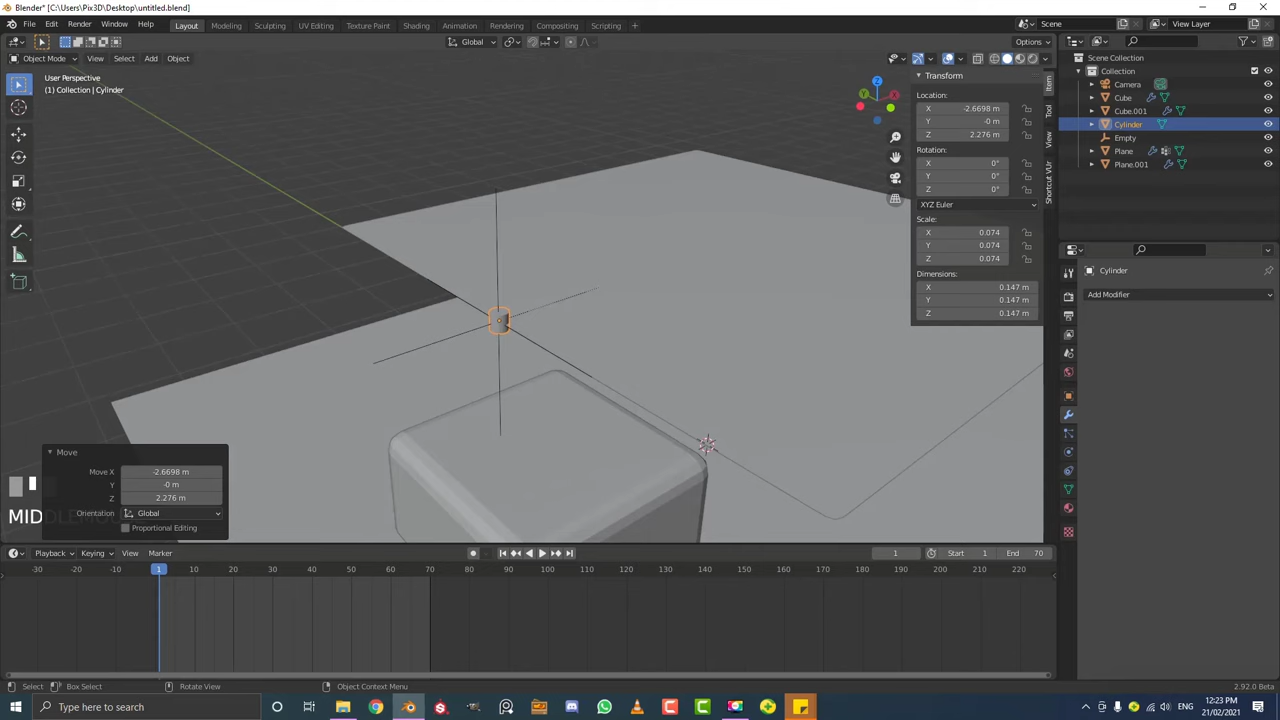 Blender* [C:\Users\Pix3D\Desktop\untitled.blend]
File Edit Render Window Help Layout Modeling Sculpting UV Editing Texture Paint Shading Animation Rendering Compositing Scripting + Scene View Layer
Global Options
Object Mode View Select Add Object
User Perspective
(1) Collection | Cylinder
Transform
Location:
X -2.6698 m
Y -0 m
Z 2.276 m
Rotation:
X 0°
Y 0°
Z 0°
XYZ Euler
Scale:
X 0.074
Y 0.074
Z 0.074
Dimensions:
X 0.147 m
Y 0.147 m
Z 0.147 m
Item
Tool
View
Shortcut VUr
Z
Y
X
Scene Collection
Collection
Camera
Cube
Cube.001
Cylinder
Empty
Plane
Plane.001
Cylinder
Add Modifier
Move
Move X -2.6698 m
Y -0 m
Z 2.276 m
Orientation Global
Proportional Editing
Playback Keying View Marker 1 Start 1 End 70
-30 -20 -10 1 10 20 30 40 50 60 70 80 90 100 110 120 130 140 150 160 170 180 190 200 210 220
Select Box Select Rotate View Object Context Menu 2.92.0 Beta
Type here to search
ENG
12:23 PM
21/02/2021